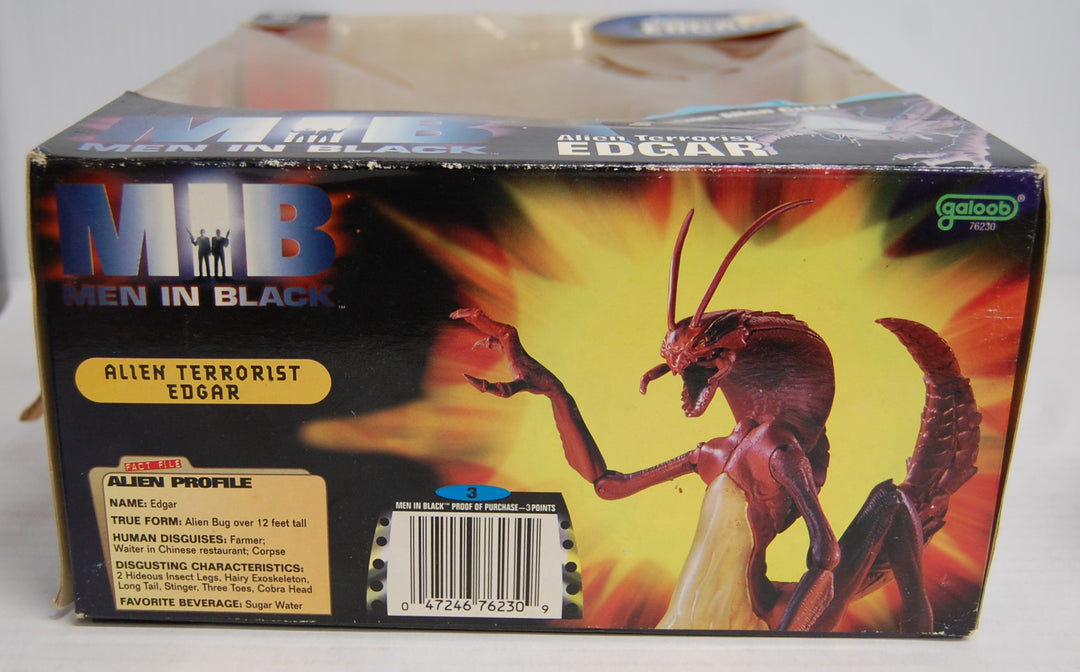 EDGAR
MIB
MEN IN BLACK
Alien Terrorist
EDGAR
MIB
MEN IN BLACK™
galoob®
76230
ALIEN TERRORIST
EDGAR
FACT FILE
ALIEN PROFILE
NAME: Edgar
TRUE FORM: Alien Bug over 12 feet tall
HUMAN DISGUISES: Farmer;
Waiter in Chinese restaurant; Corpse
DISGUSTING CHARACTERISTICS:
2 Hideous Insect Legs, Hairy Exoskeleton,
Long Tail, Stinger, Three Toes, Cobra Head
FAVORITE BEVERAGE: Sugar Water
3
MEN IN BLACK™ PROOF OF PURCHASE—3 POINTS
0 47246 76230 9